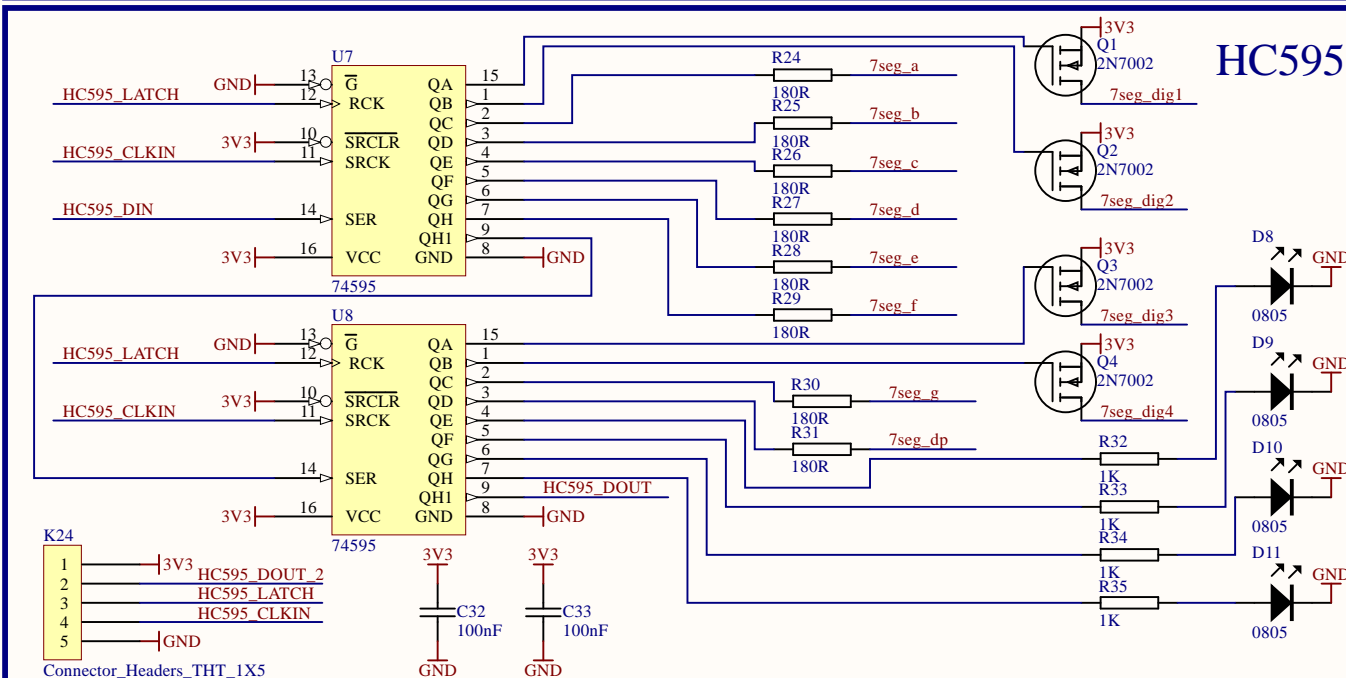 HC595
U7
GND 13 G QA 15
HC595_LATCH 12 RCK QB 1
QC 2
3V3 10 SRCLR QD 3
HC595_CLKIN 11 SRCK QE 4
QF 5
QG 6
HC595_DIN 14 SER QH 7
QH1 9
3V3 16 VCC GND 8 GND
74595
R24 7seg_a
180R
R25 7seg_b
180R
R26 7seg_c
180R
R27 7seg_d
180R
R28 7seg_e
180R
R29 7seg_f
180R
3V3
Q1
2N7002
7seg_dig1
3V3
Q2
2N7002
7seg_dig2
3V3
Q3
2N7002
7seg_dig3
3V3
Q4
2N7002
7seg_dig4
U8
GND 13 G QA 15
HC595_LATCH 12 RCK QB 1
QC 2
3V3 10 SRCLR QD 3
HC595_CLKIN 11 SRCK QE 4
QF 5
QG 6
14 SER QH 7
QH1 9 HC595_DOUT
3V3 16 VCC GND 8 GND
74595
R30 7seg_g
180R
R31 7seg_dp
180R
R32
1K
R33
1K
R34
1K
R35
1K
D8 GND
0805
D9 GND
0805
D10 GND
0805
D11 GND
0805
K24
1 3V3
2 HC595_DOUT_2
3 HC595_LATCH
4 HC595_CLKIN
5 GND
Connector_Headers_THT_1X5
3V3
C32
100nF
GND
3V3
C33
100nF
GND